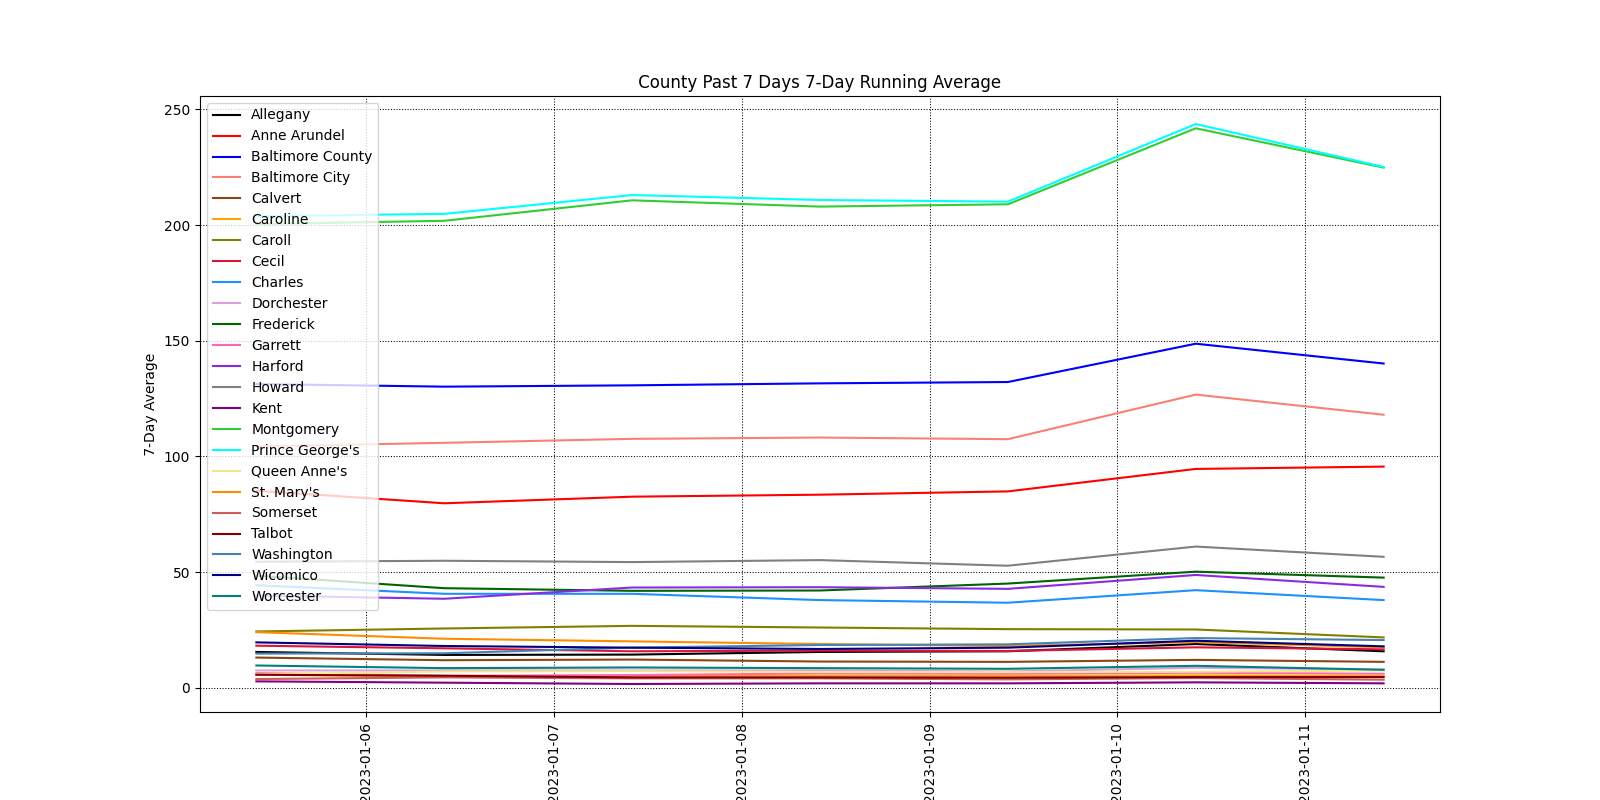 County Past 7 Days 7-Day Running Average
7-Day Average
250
200
150
100
50
0
Allegany
Anne Arundel
Baltimore County
Baltimore City
Calvert
Caroline
Caroll
Cecil
Charles
Dorchester
Frederick
Garrett
Harford
Howard
Kent
Montgomery
Prince George's
Queen Anne's
St. Mary's
Somerset
Talbot
Washington
Wicomico
Worcester
2023-01-06
2023-01-07
2023-01-08
2023-01-09
2023-01-10
2023-01-11